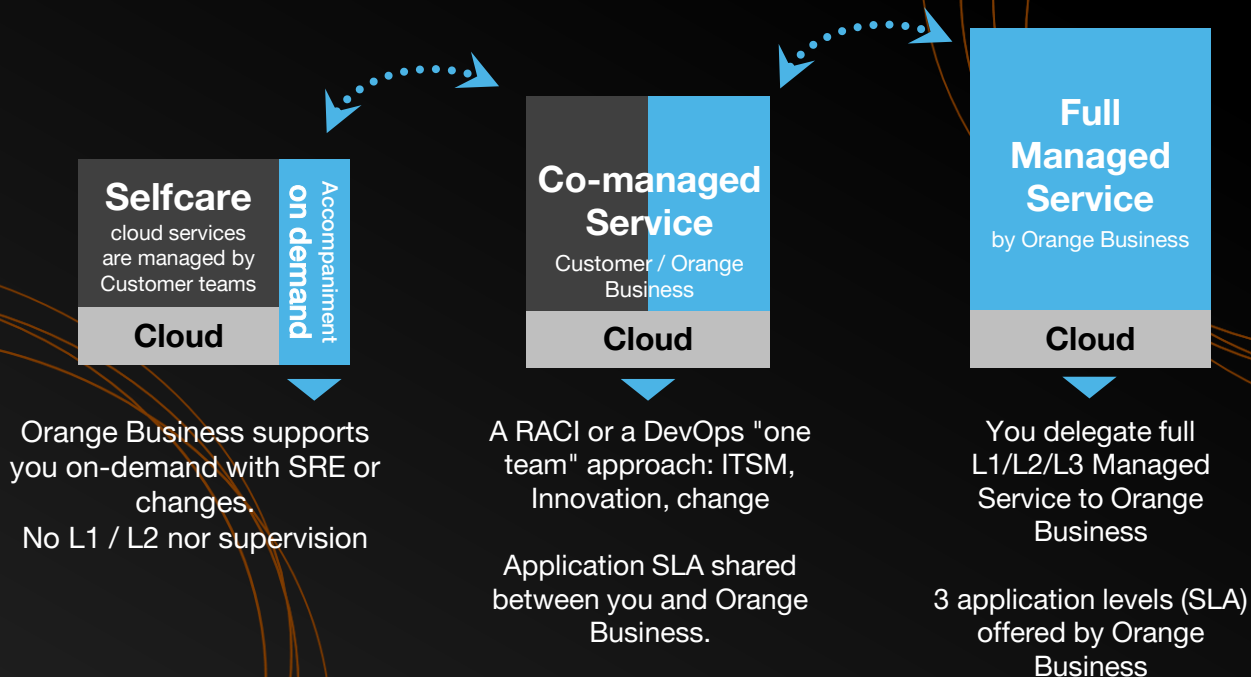 Selfcare
cloud services
are managed by
Customer teams
Accompaniment
on demand
Cloud
Orange Business supports
you on-demand with SRE or
changes.
No L1 / L2 nor supervision
Co-managed
Service
Customer / Orange
Business
Cloud
A RACI or a DevOps "one
team" approach: ITSM,
Innovation, change
Application SLA shared
between you and Orange
Business.
Full
Managed
Service
by Orange Business
Cloud
You delegate full
L1/L2/L3 Managed
Service to Orange
Business
3 application levels (SLA)
offered by Orange
Business